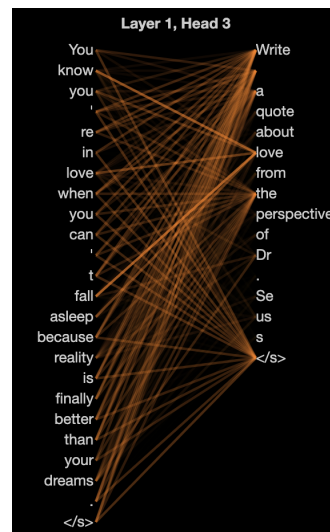 Layer 1, Head 3
You
know
you
'
re
in
love
when
you
can
'
t
fall
asleep
because
reality
is
finally
better
than
your
dreams
.
</s>
Write
a
quote
about
love
from
the
perspective
of
Dr
.
Se
us
s
</s>